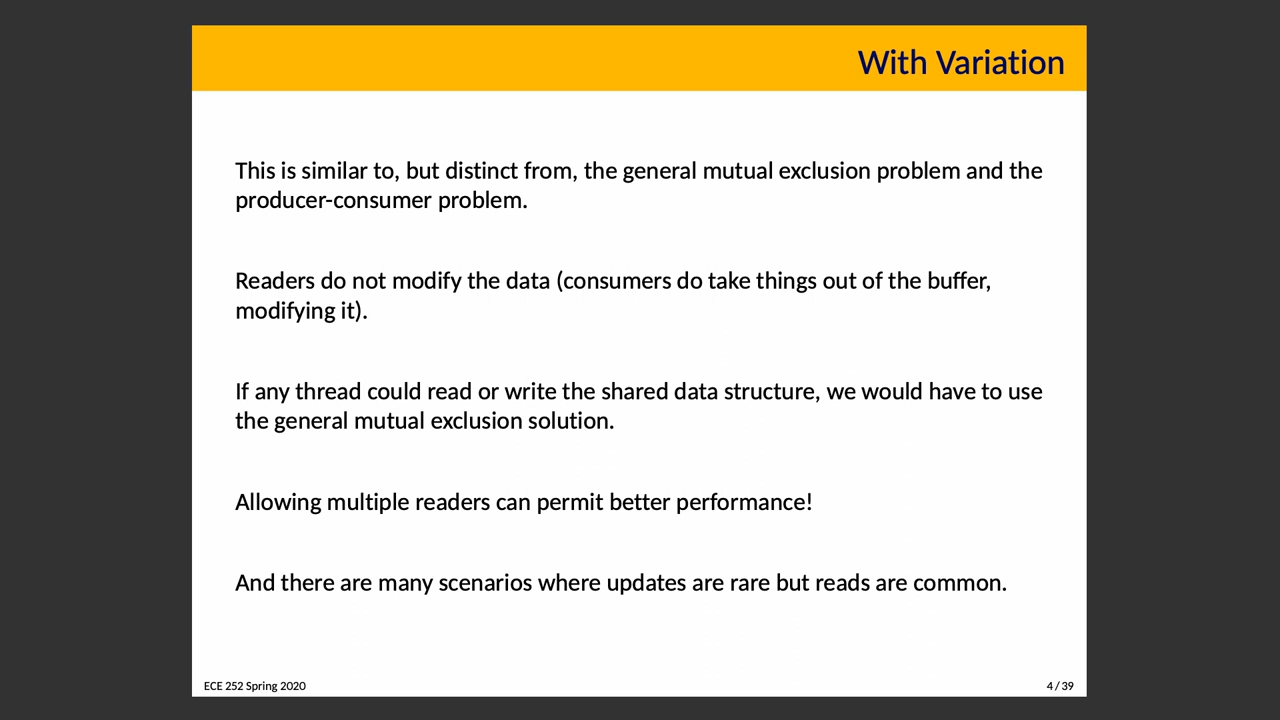 With Variation
This is similar to, but distinct from, the general mutual exclusion problem and the
producer-consumer problem.
Readers do not modify the data (consumers do take things out of the buffer,
modifying it).
If any thread could read or write the shared data structure, we would have to use
the general mutual exclusion solution.
Allowing multiple readers can permit better performance!
And there are many scenarios where updates are rare but reads are common.
ECE 252 Spring 2020
4 / 39